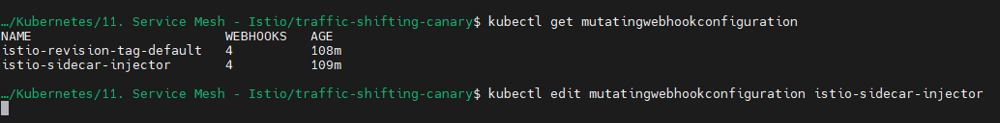 …/Kubernetes/11. Service Mesh - Istio/traffic-shifting-canary$ kubectl get mutatingwebhookconfiguration
NAME WEBHOOKS AGE
istio-revision-tag-default 4 108m
istio-sidecar-injector 4 109m
…/Kubernetes/11. Service Mesh - Istio/traffic-shifting-canary$ kubectl edit mutatingwebhookconfiguration istio-sidecar-injector